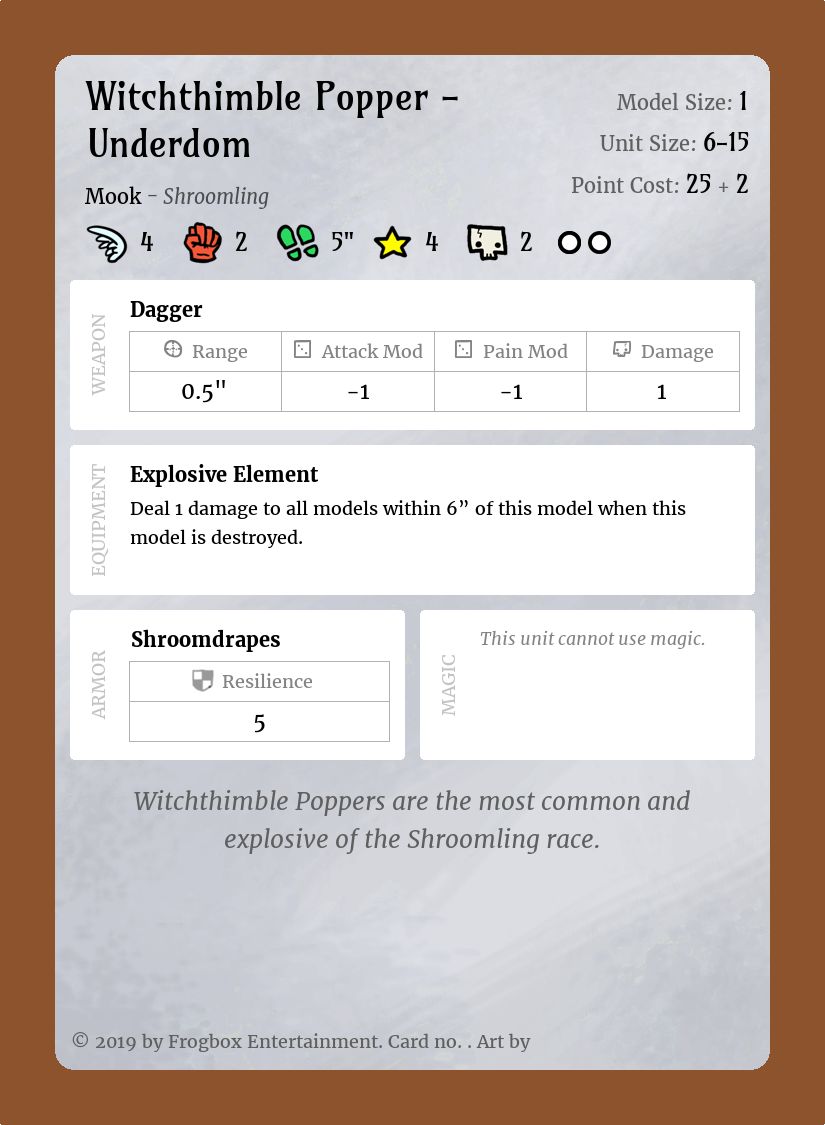 Witchthimble Popper –
Underdom
Model Size: 1
Unit Size: 6–15
Point Cost: 25 + 2
Mook – Shroomling
4 2 5" 4 2
WEAPON
Dagger
Range Attack Mod Pain Mod Damage
0.5" -1 -1 1
EQUIPMENT
Explosive Element
Deal 1 damage to all models within 6” of this model when this
model is destroyed.
ARMOR
Shroomdrapes
Resilience
5
MAGIC
This unit cannot use magic.
Witchthimble Poppers are the most common and
explosive of the Shroomling race.
© 2019 by Frogbox Entertainment. Card no. . Art by